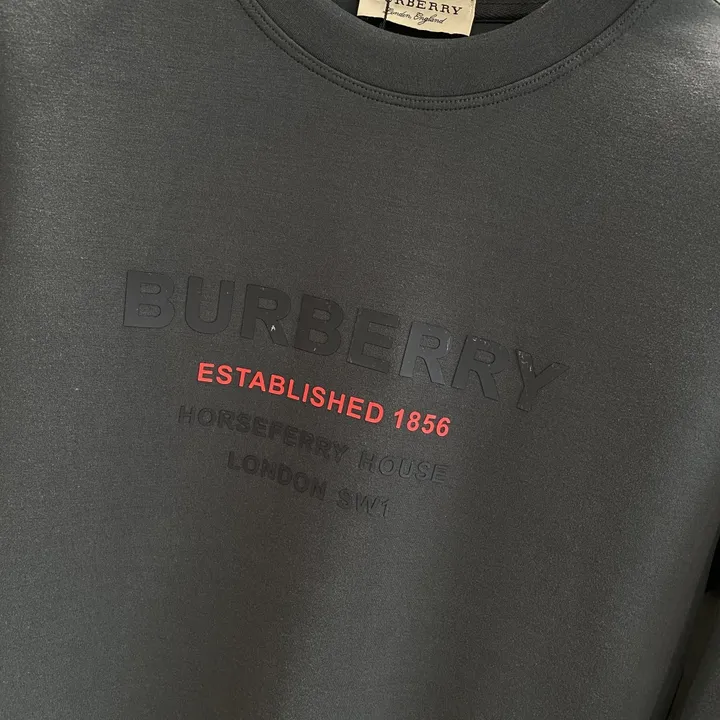 BURBERRY
London, England
BURBERRY
ESTABLISHED 1856
HORSEFERRY HOUSE
LONDON SW1